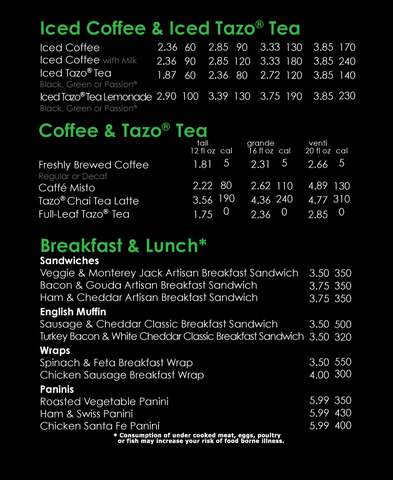 Iced Coffee & Iced Tazo® Tea
Iced Coffee 2.36 60 2.85 90 3.33 130 3.85 170
Iced Coffee with Milk 2.36 90 2.85 120 3.33 180 3.85 240
Iced Tazo® Tea 1.87 60 2.36 80 2.72 120 3.85 140
Black, Green or Passion®
Iced Tazo® Tea Lemonade 2.90 100 3.39 130 3.75 190 3.85 230
Black, Green or Passion®
Coffee & Tazo® Tea
tall grande venti
12 fl oz cal 16 fl oz cal 20 fl oz cal
Freshly Brewed Coffee 1.81 5 2.31 5 2.66 5
Regular or Decaf
Caffé Misto 2.22 80 2.62 110 4.89 130
Tazo® Chai Tea Latte 3.56 190 4.36 240 4.77 310
Full-Leaf Tazo® Tea 1.75 0 2.36 0 2.85 0
Breakfast & Lunch*
Sandwiches
Veggie & Monterey Jack Artisan Breakfast Sandwich 3.50 350
Bacon & Gouda Artisan Breakfast Sandwich 3.75 350
Ham & Cheddar Artisan Breakfast Sandwich 3.75 350
English Muffin
Sausage & Cheddar Classic Breakfast Sandwich 3.50 500
Turkey Bacon & White Cheddar Classic Breakfast Sandwich 3.50 320
Wraps
Spinach & Feta Breakfast Wrap 3.50 550
Chicken Sausage Breakfast Wrap 4.00 300
Paninis
Roasted Vegetable Panini 5.99 350
Ham & Swiss Panini 5.99 430
Chicken Santa Fe Panini 5.99 400
* Consumption of under cooked meat, eggs, poultry
or fish may increase your risk of food borne illness.